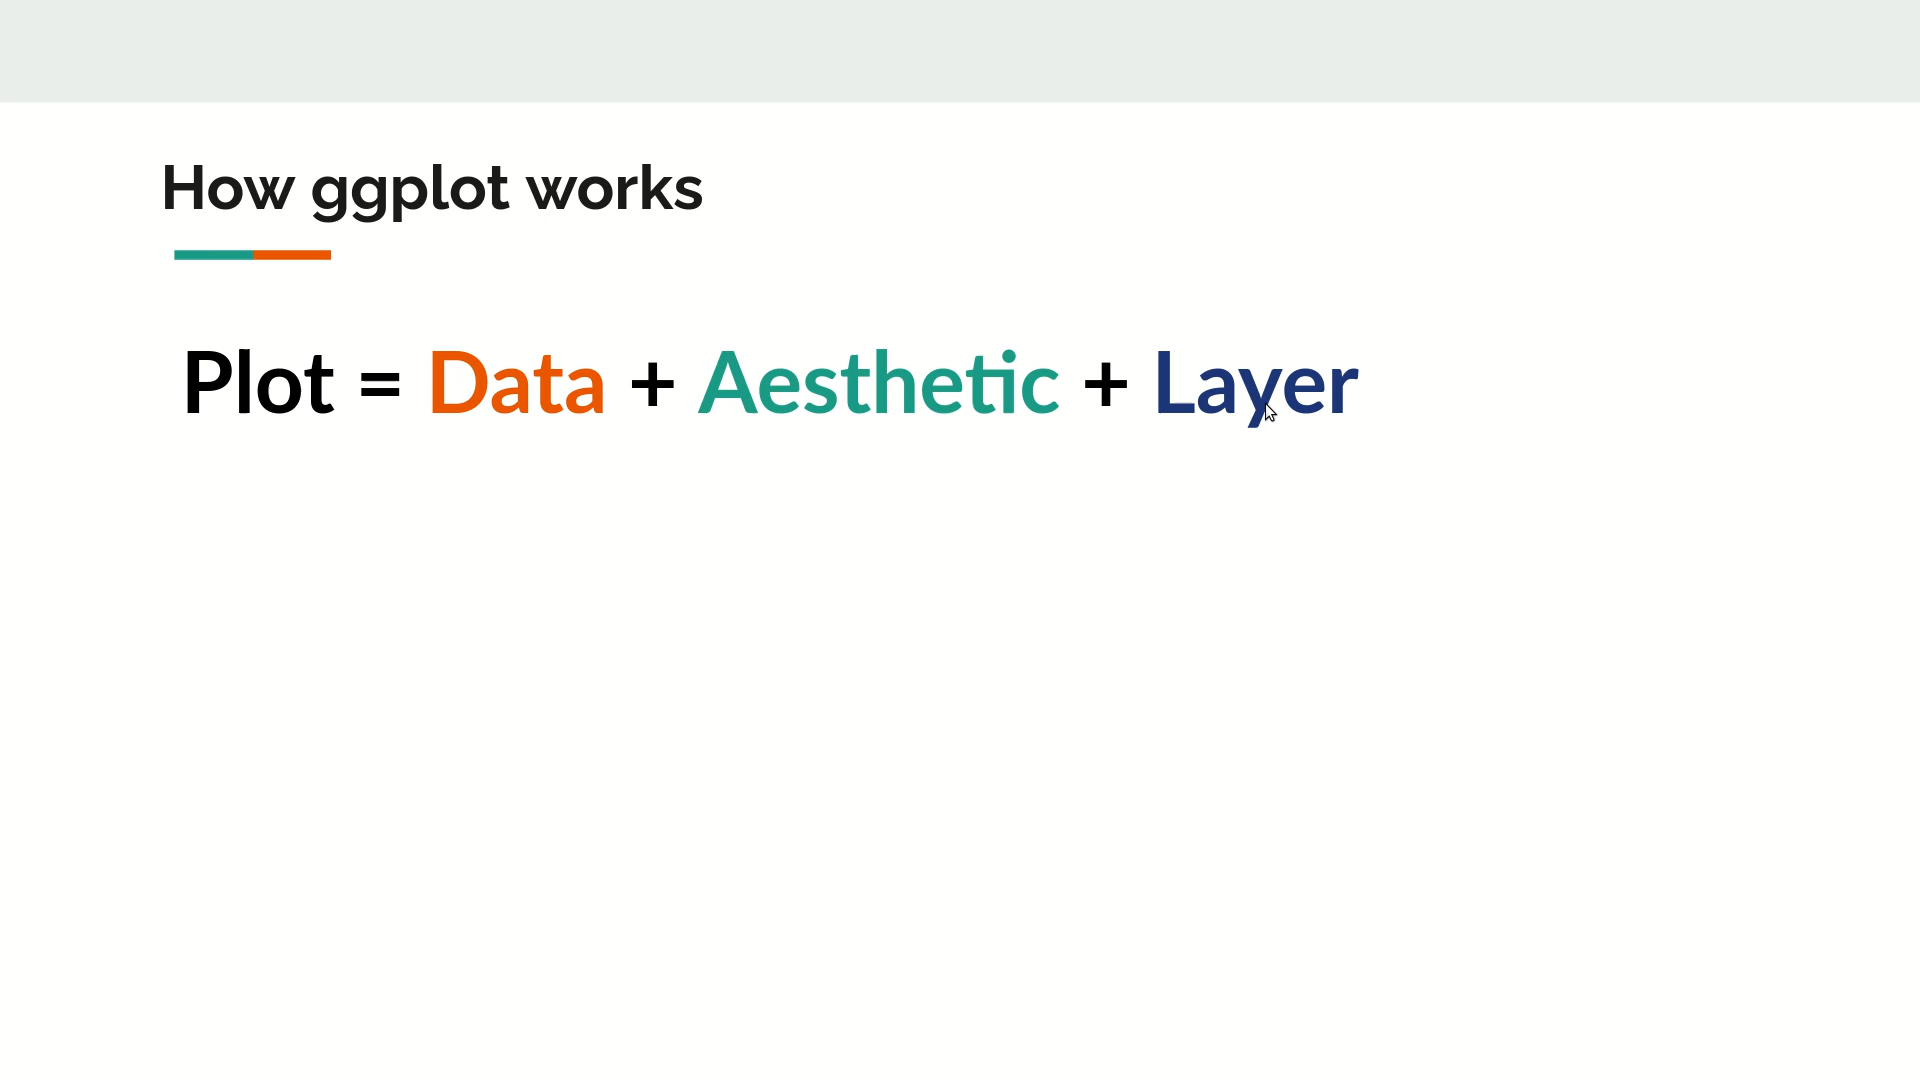 How ggplot works
Plot = Data + Aesthetic + Layer